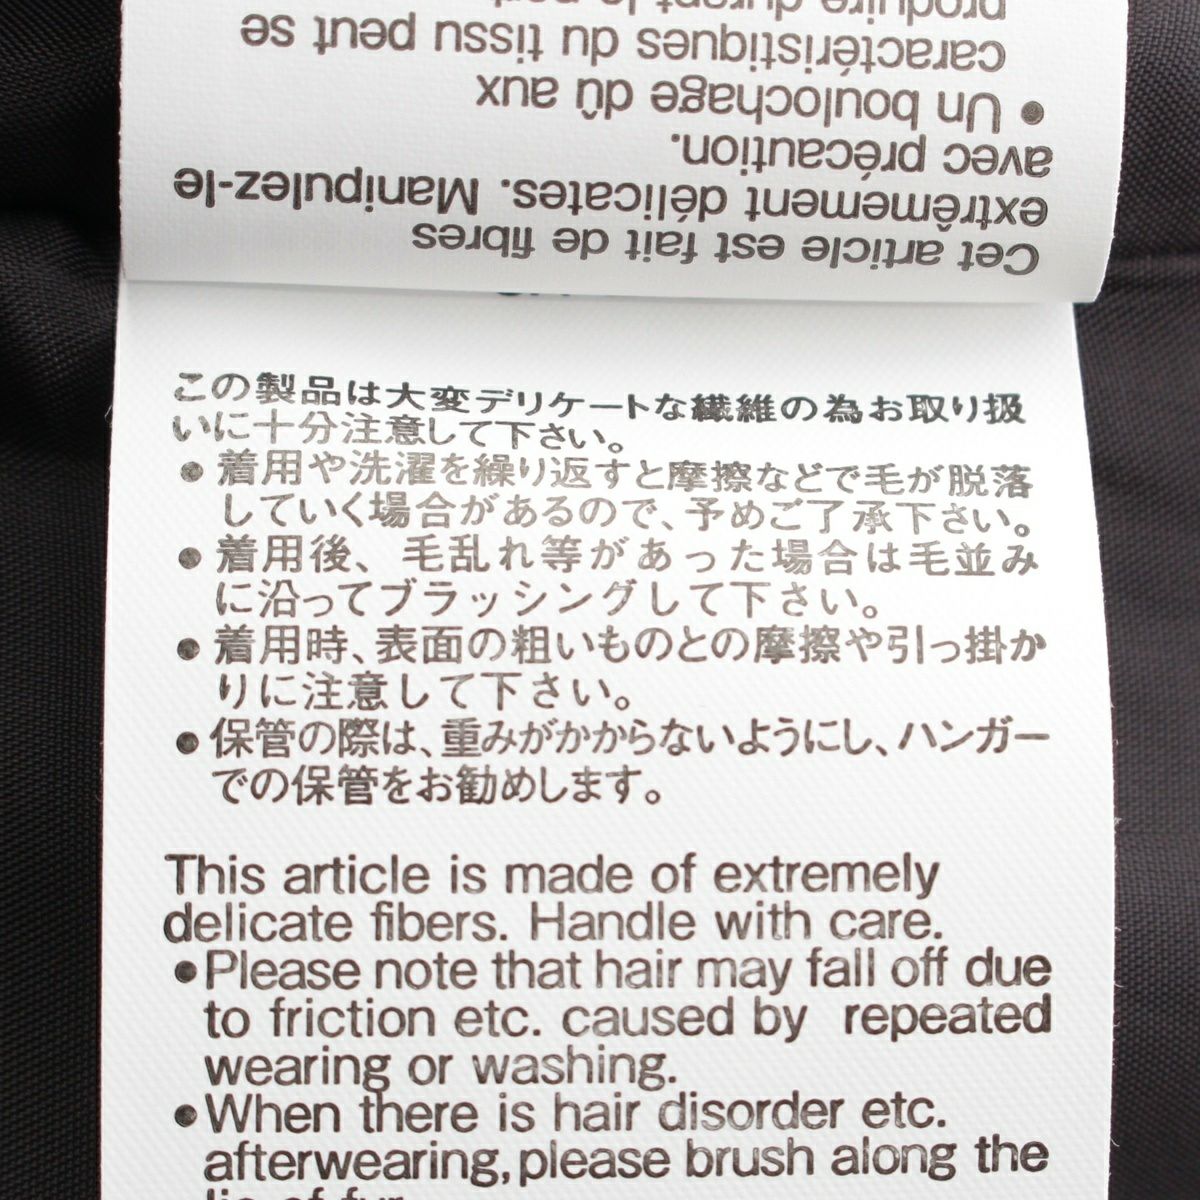 Cet article est fait de fibres
extrêmement délicates. Manipulez-le
avec précaution.
• Un boulochage dû aux
caractéristiques du tissu peut se
produire durant le
この製品は大変デリケートな繊維の為お取り扱
いに十分注意して下さい。
● 着用や洗濯を繰り返すと摩擦などで毛が脱落
していく場合があるので、予めご了承下さい。
● 着用後、毛乱れ等があった場合は毛並み
に沿ってブラッシングして下さい。
● 着用時、表面の粗いものとの摩擦や引っ掛か
りに注意して下さい。
● 保管の際は、重みがかからないようにし、ハンガー
での保管をお勧めします。
This article is made of extremely
delicate fibers. Handle with care.
●Please note that hair may fall off due
to friction etc. caused by repeated
wearing or washing.
●When there is hair disorder etc.
afterwearing,please brush along the
lie of fur.